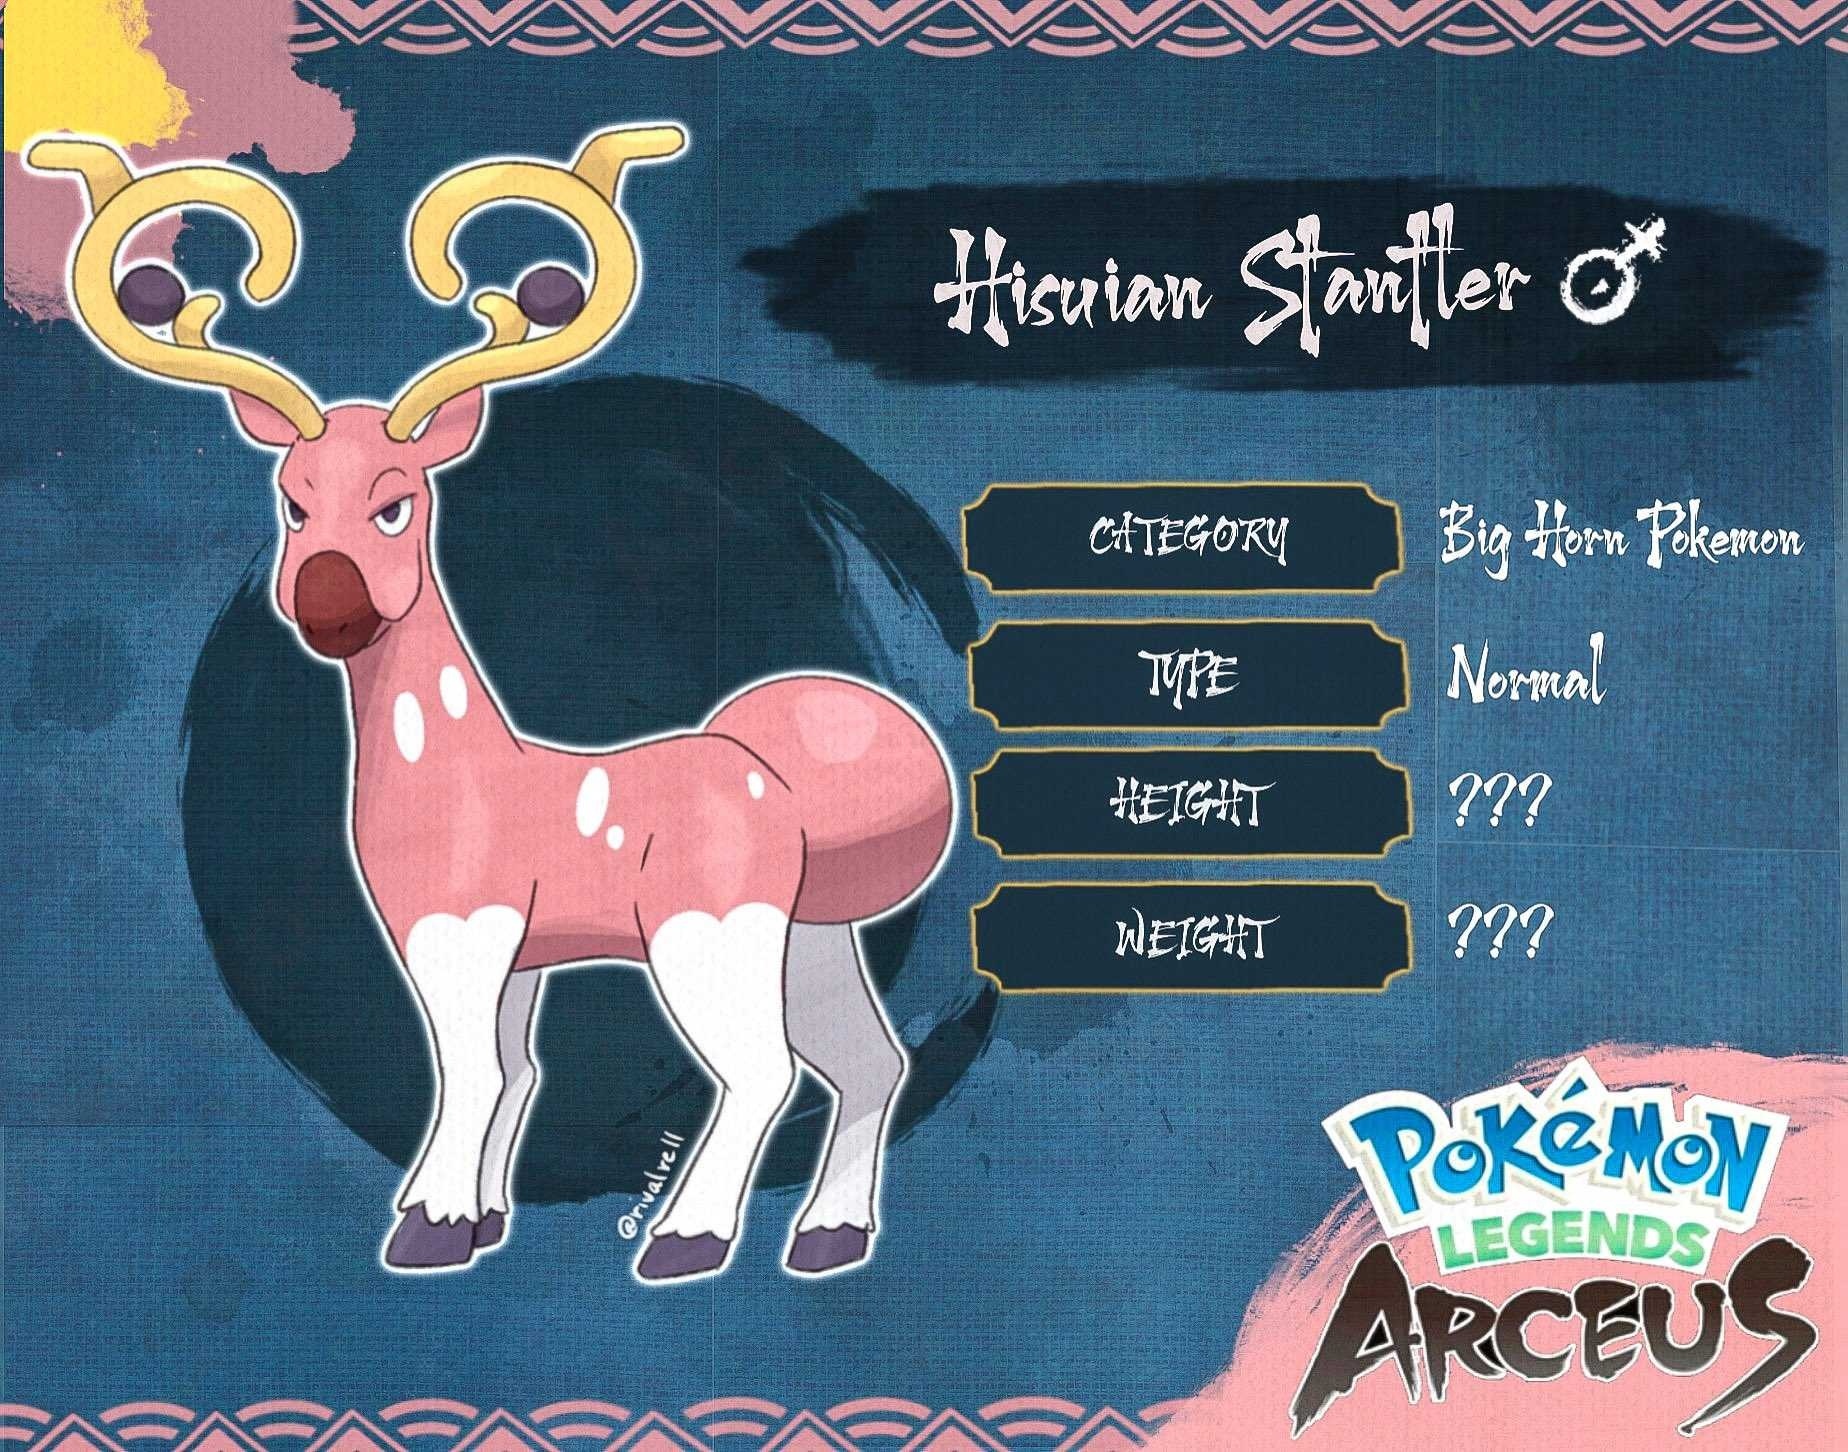 Hisuian Stantler ♂
CATEGORY
Big Horn Pokemon
TYPE
Normal
HEIGHT
???
WEIGHT
???
@rivalrell
POKéMON
LEGENDS
ARCEUS